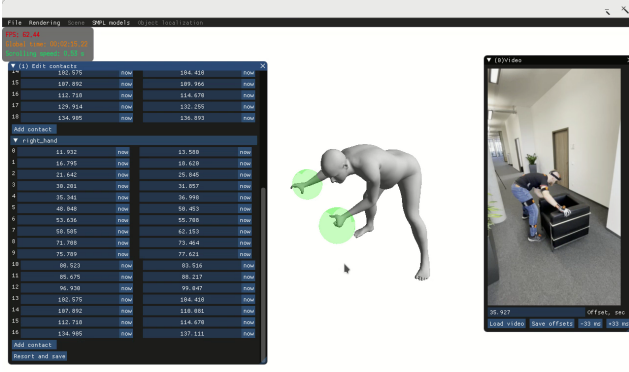 File Rendering Scene SMPL models Object localization
FPS: 60.44
Scrolling speed: 0.55 x
▼ (1) Edit contacts
14 102.575 now 104.410 now
15 107.892 now 109.966 now
16 112.710 now 114.670 now
17 129.914 now 132.255 now
18 134.905 now 136.893 now
Add contact
▼ right_hand
0 11.932 now 13.580 now
1 16.795 now 18.620 now
2 21.642 now 25.845 now
3 30.201 now 31.857 now
4 35.341 now 36.990 now
5 48.048 now 50.453 now
6 53.636 now 55.708 now
7 58.505 now 62.153 now
8 71.708 now 73.464 now
9 75.789 now 77.621 now
10 80.523 now 83.516 now
11 85.675 now 88.217 now
12 96.930 now 99.047 now
13 102.575 now 104.410 now
14 107.892 now 110.081 now
15 112.710 now 114.670 now
16 134.905 now 137.111 now
Add contact
Resort and save
▼ (0)Video
35.927 Offset, sec
Load video Save offsets -33 ms +33 ms